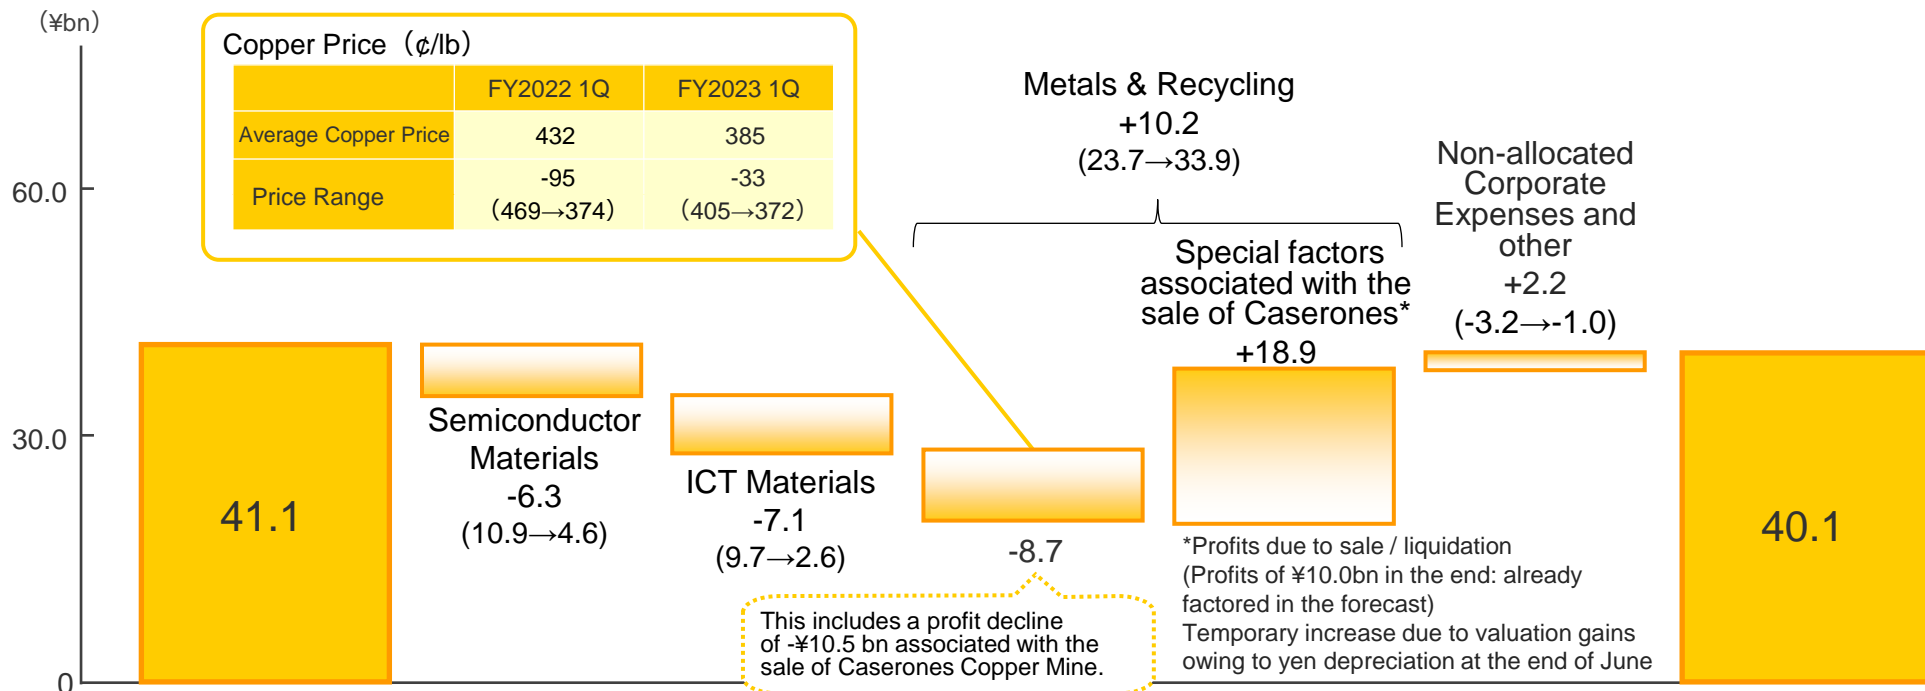 （¥bn）
60.0
30.0
0
Copper Price（¢/lb）
FY2022 1Q FY2023 1Q
Average Copper Price 432 385
Price Range -95 -33
（469→374） （405→372）
41.1
Semiconductor
Materials
-6.3
(10.9→4.6)
ICT Materials
-7.1
(9.7→2.6)
Metals & Recycling
+10.2
(23.7→33.9)
-8.7
This includes a profit decline
of -¥10.5 bn associated with the
sale of Caserones Copper Mine.
Special factors
associated with the
sale of Caserones*
+18.9
*Profits due to sale / liquidation
(Profits of ¥10.0bn in the end: already
factored in the forecast)
Temporary increase due to valuation gains
owing to yen depreciation at the end of June
Non-allocated
Corporate
Expenses and
other
+2.2
(-3.2→-1.0)
40.1